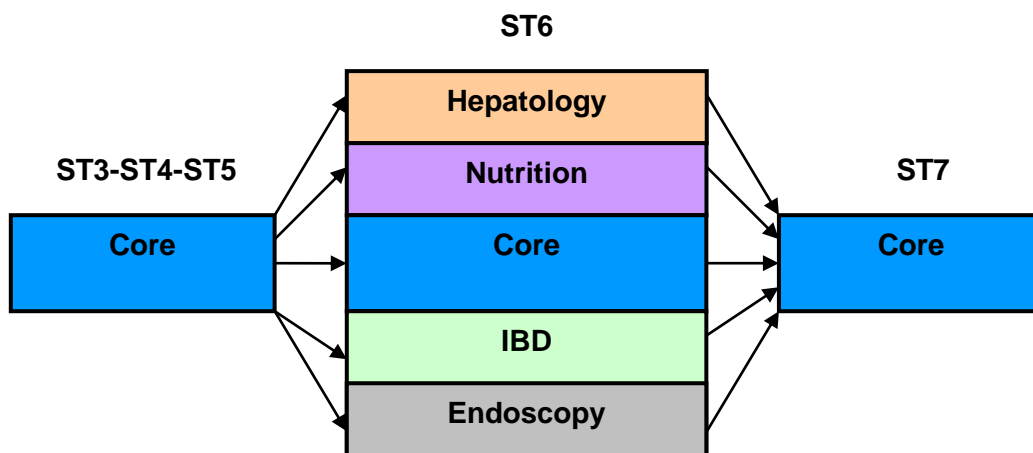 ST6
Hepatology
ST3-ST4-ST5
Nutrition
ST7
Core
Core
Core
IBD
Endoscopy